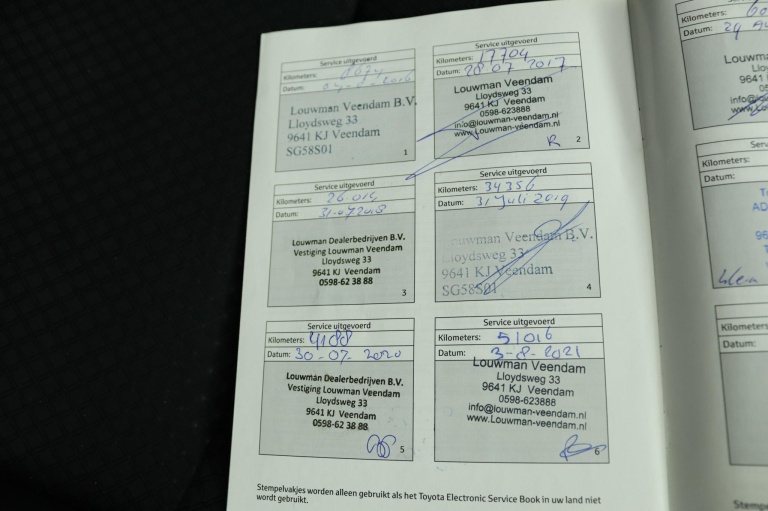 Service uitgevoerd
Kilometers:
Datum: 2016
Louwman Veendam B.V.
Lloydsweg 33
9641 KJ Veendam
SG58S01
1
Service uitgevoerd
Kilometers: 17704
Datum: 28 07 2017
Louwman Veendam
Lloydsweg 33
9641 KJ Veendam
0598-623888
info@louwman-veendam.nl
www.Louwman-veendam.nl
2
Service uitgevoerd
Kilometers: 26014
Datum: 31-07 2018
Louwman Dealerbedrijven B.V.
Vestiging Louwman Veendam
Lloydsweg 33
9641 KJ Veendam
0598-62 38 88
3
Service uitgevoerd
Kilometers: 34356
Datum: 31 Juli 2019
Louwman Veendam B.V.
Lloydsweg 33
9641 KJ Veendam
SG58S01
4
Service uitgevoerd
Kilometers: 4188
Datum: 30-07-2020
Louwman Dealerbedrijven B.V.
Vestiging Louwman Veendam
Lloydsweg 33
9641 KJ Veendam
0598-62 38 88
5
Service uitgevoerd
Kilometers: 51016
Datum: 3-8-2021
Louwman Veendam
Lloydsweg 33
9641 KJ Veendam
0598-623888
info@louwman-veendam.nl
www.Louwman-veendam.nl
6
Stempelvakjes worden alleen gebruikt als het Toyota Electronic Service Book in uw land niet
wordt gebruikt.
Kilometers:
Datum:
Kilometers:
Datum:
Kilometers:
Datum: